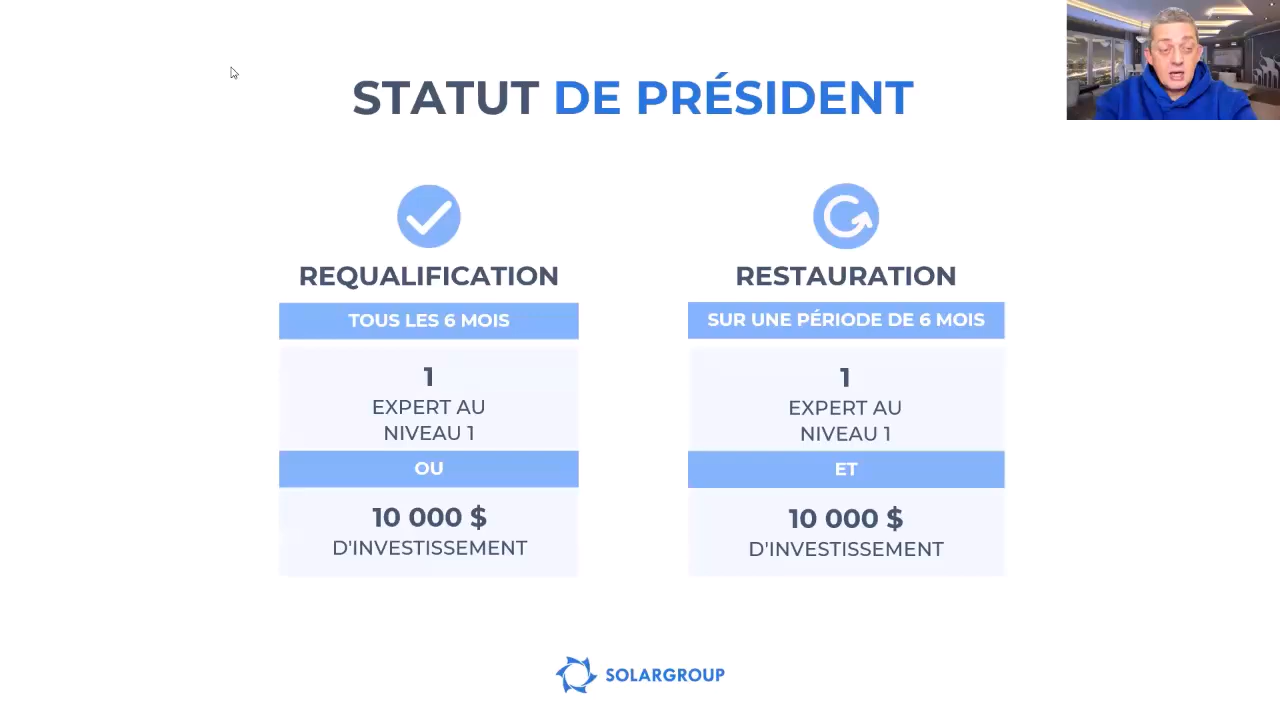 STATUT DE PRÉSIDENT
REQUALIFICATION
TOUS LES 6 MOIS
1
EXPERT AU
NIVEAU 1
OU
10 000 $
D'INVESTISSEMENT
RESTAURATION
SUR UNE PÉRIODE DE 6 MOIS
1
EXPERT AU
NIVEAU 1
ET
10 000 $
D'INVESTISSEMENT
SOLARGROUP